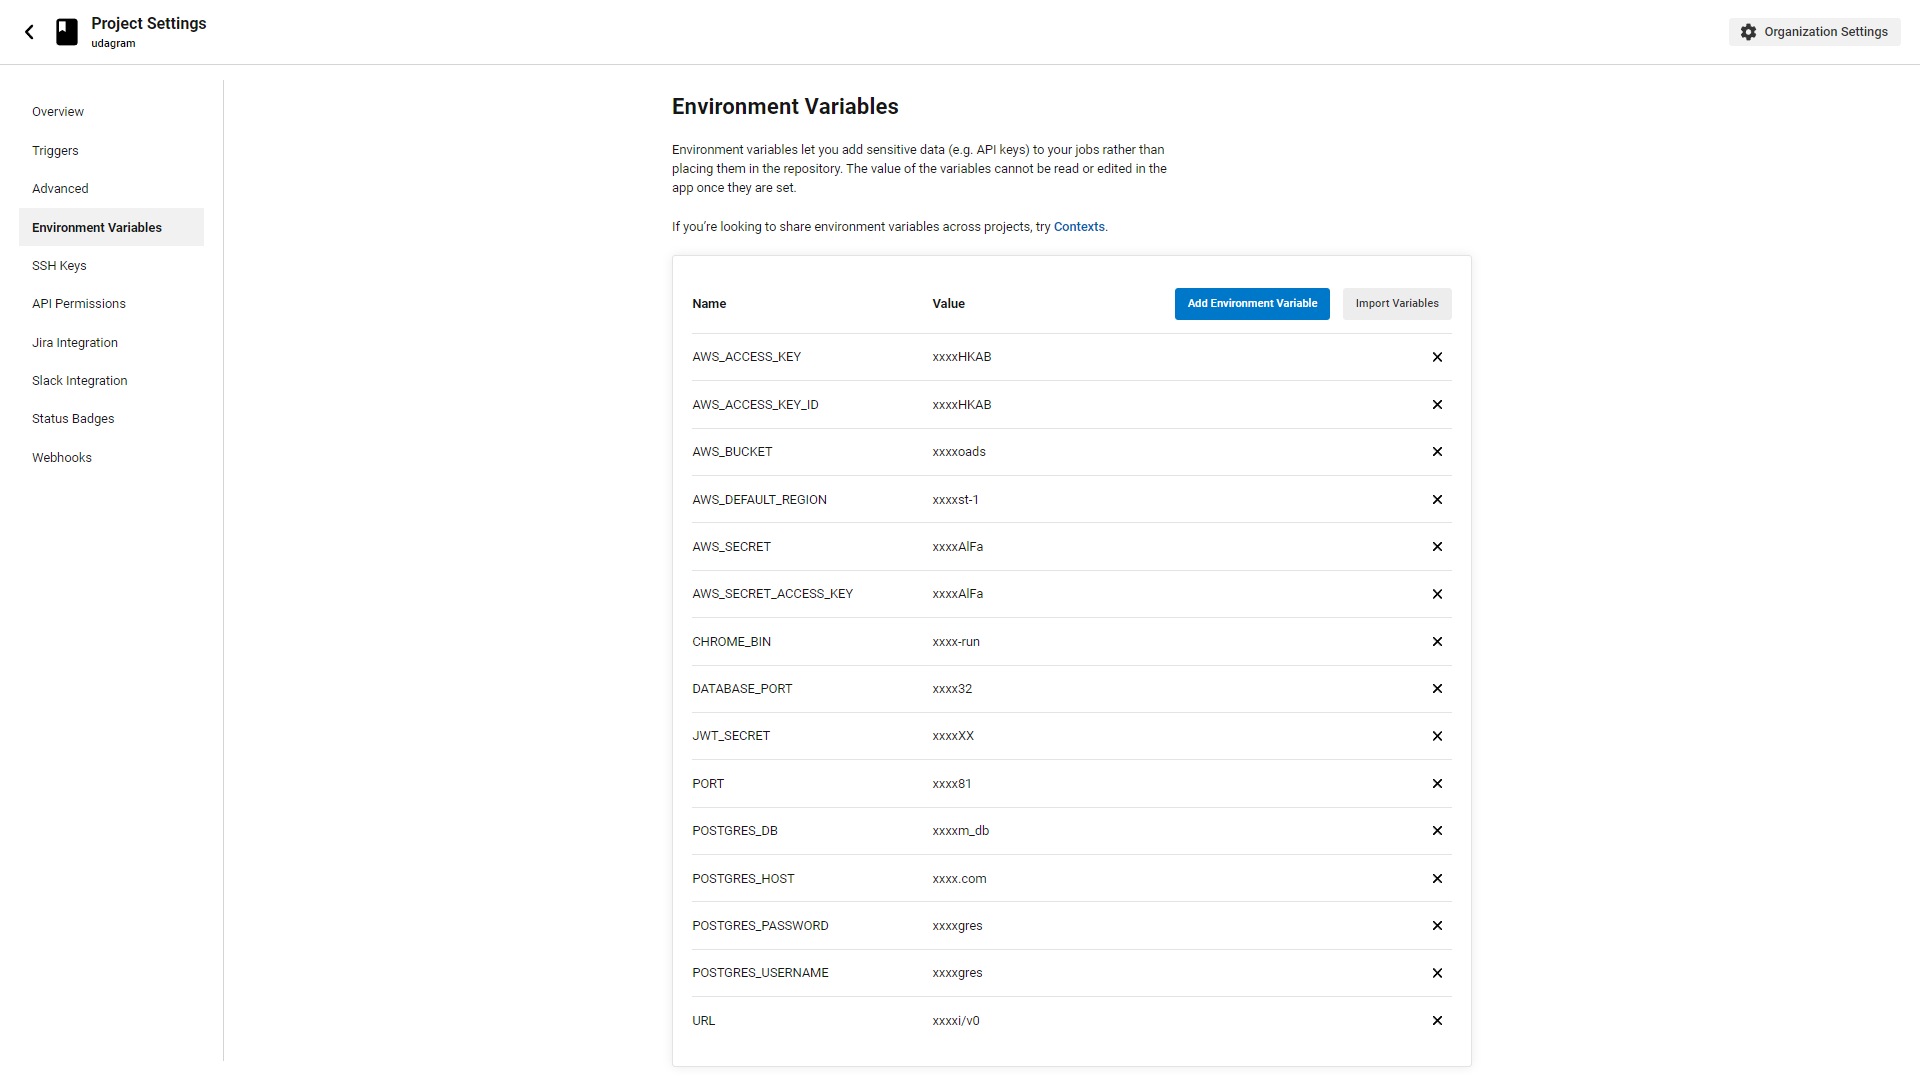 Project Settings
udagram
Organization Settings
Overview
Triggers
Advanced
Environment Variables
SSH Keys
API Permissions
Jira Integration
Slack Integration
Status Badges
Webhooks
Environment Variables
Environment variables let you add sensitive data (e.g. API keys) to your jobs rather than
placing them in the repository. The value of the variables cannot be read or edited in the
app once they are set.
If you’re looking to share environment variables across projects, try Contexts.
Name Value Add Environment Variable Import Variables
AWS_ACCESS_KEY xxxxHKAB
AWS_ACCESS_KEY_ID xxxxHKAB
AWS_BUCKET xxxxoads
AWS_DEFAULT_REGION xxxxst-1
AWS_SECRET xxxxAlFa
AWS_SECRET_ACCESS_KEY xxxxAlFa
CHROME_BIN xxxx-run
DATABASE_PORT xxxx32
JWT_SECRET xxxxXX
PORT xxxx81
POSTGRES_DB xxxxm_db
POSTGRES_HOST xxxx.com
POSTGRES_PASSWORD xxxxgres
POSTGRES_USERNAME xxxxgres
URL xxxxi/v0